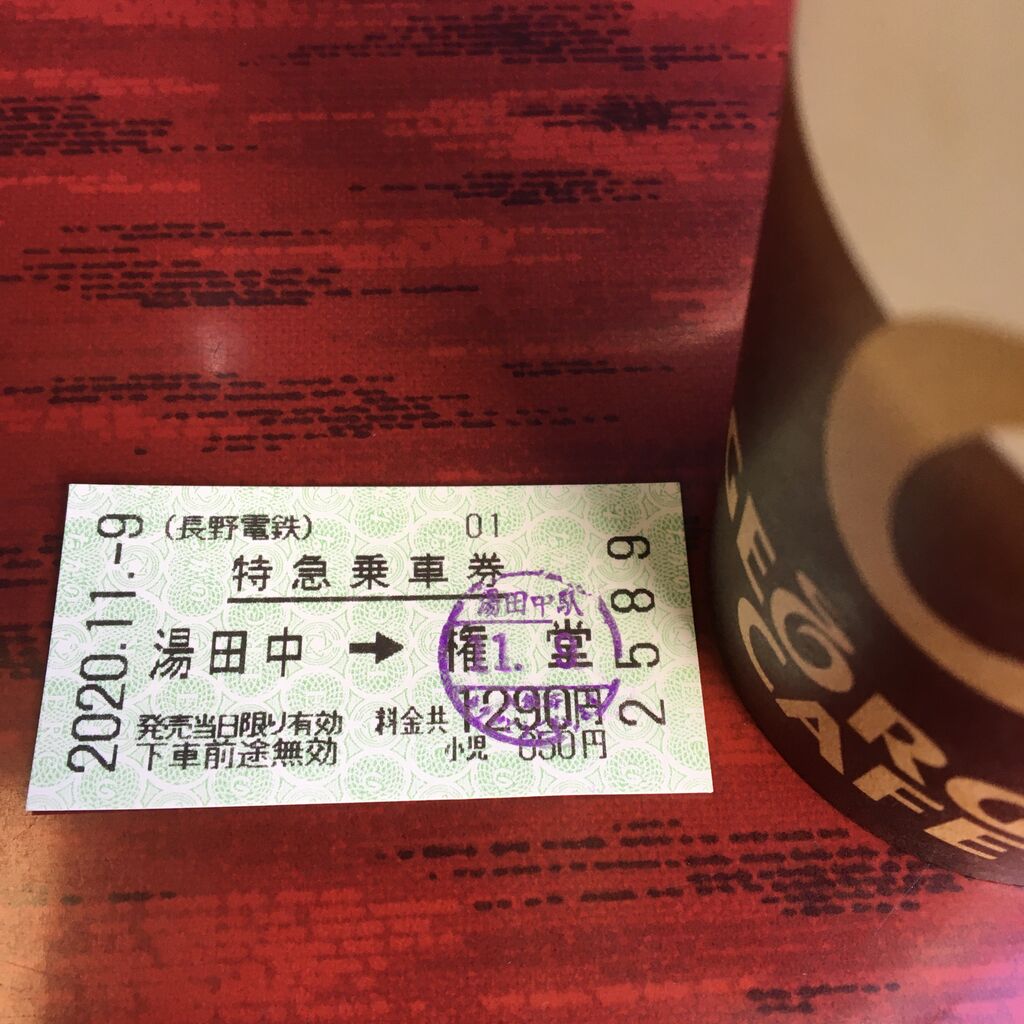 2020.11.-9
(長野電鉄) 01
特急乗車券
湯田中 → 権堂
発売当日限り有効 料金共 1290円
下車前途無効 小児 650円
2589
湯田中駅
11. 9
CAFE